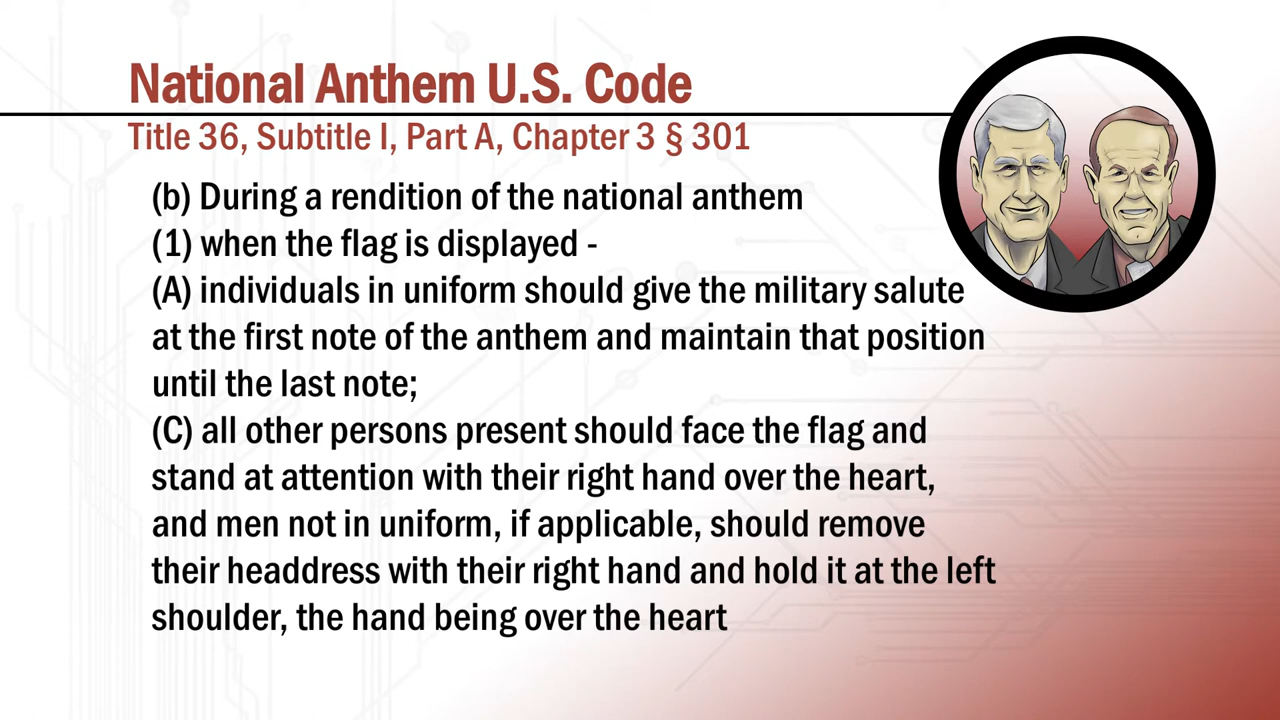 National Anthem U.S. Code
Title 36, Subtitle I, Part A, Chapter 3 § 301
(b) During a rendition of the national anthem
(1) when the flag is displayed -
(A) individuals in uniform should give the military salute
at the first note of the anthem and maintain that position
until the last note;
(C) all other persons present should face the flag and
stand at attention with their right hand over the heart,
and men not in uniform, if applicable, should remove
their headdress with their right hand and hold it at the left
shoulder, the hand being over the heart